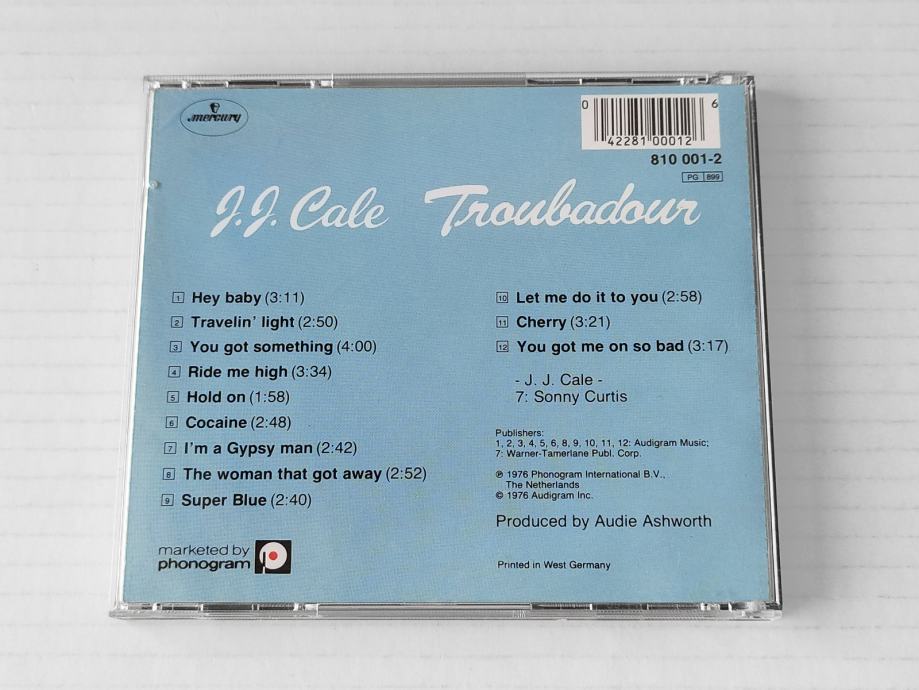 mercury
0 42281 00012 6
810 001-2
PG 899
J.J. Cale Troubadour
1 Hey baby (3:11)
2 Travelin' light (2:50)
3 You got something (4:00)
4 Ride me high (3:34)
5 Hold on (1:58)
6 Cocaine (2:48)
7 I'm a Gypsy man (2:42)
8 The woman that got away (2:52)
9 Super Blue (2:40)
10 Let me do it to you (2:58)
11 Cherry (3:21)
12 You got me on so bad (3:17)
- J. J. Cale -
7: Sonny Curtis
Publishers:
1, 2, 3, 4, 5, 6, 8, 9, 10, 11, 12: Audigram Music;
7: Warner-Tamerlane Publ. Corp.
℗ 1976 Phonogram International B.V.,
The Netherlands
© 1976 Audigram Inc.
Produced by Audie Ashworth
marketed by
phonogram
Printed in West Germany